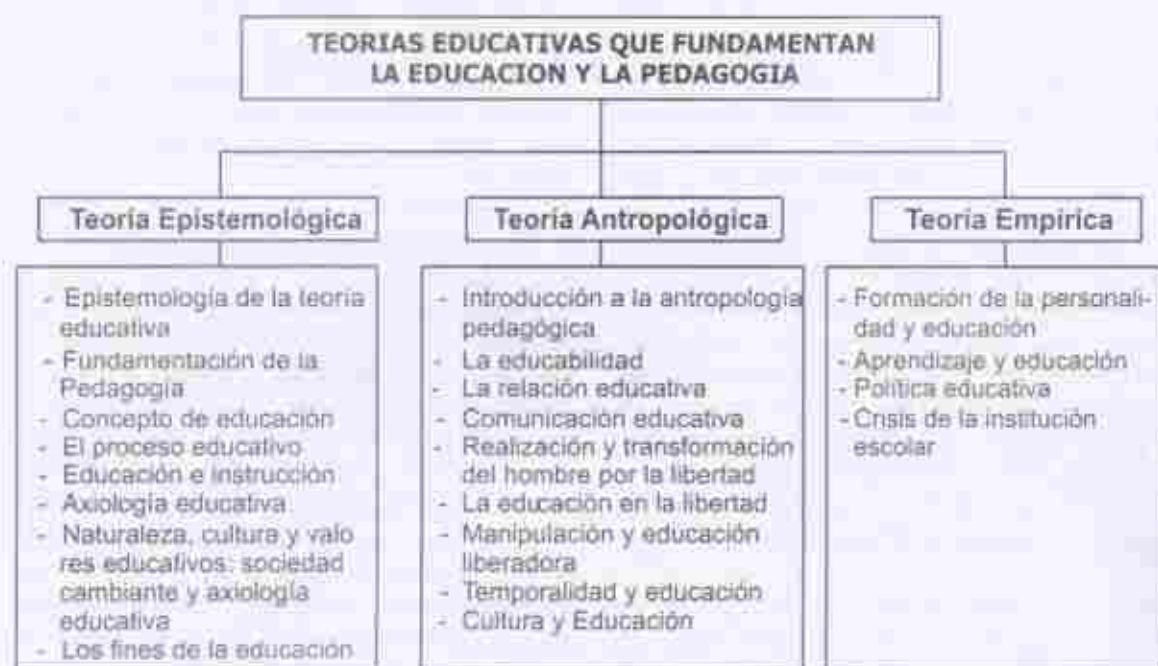 TEORIAS EDUCATIVAS QUE FUNDAMENTAN
LA EDUCACION Y LA PEDAGOGIA
Teoría Epistemológica
- Epistemología de la teoría
educativa
- Fundamentación de la
Pedagogía
- Concepto de educación
- El proceso educativo
- Educación e instrucción
- Axiología educativa
- Naturaleza, cultura y valo
res educativos: sociedad
cambiante y axiología
educativa
- Los fines de la educación
Teoría Antropológica
- Introducción a la antropología
pedagógica
- La educabilidad
- La relación educativa
- Comunicación educativa
- Realización y transformación
del hombre por la libertad
- La educación en la libertad
- Manipulación y educación
liberadora
- Temporalidad y educación
- Cultura y Educación
Teoría Empírica
- Formación de la personali-
dad y educación
- Aprendizaje y educación
- Política educativa
- Crisis de la institución
escolar